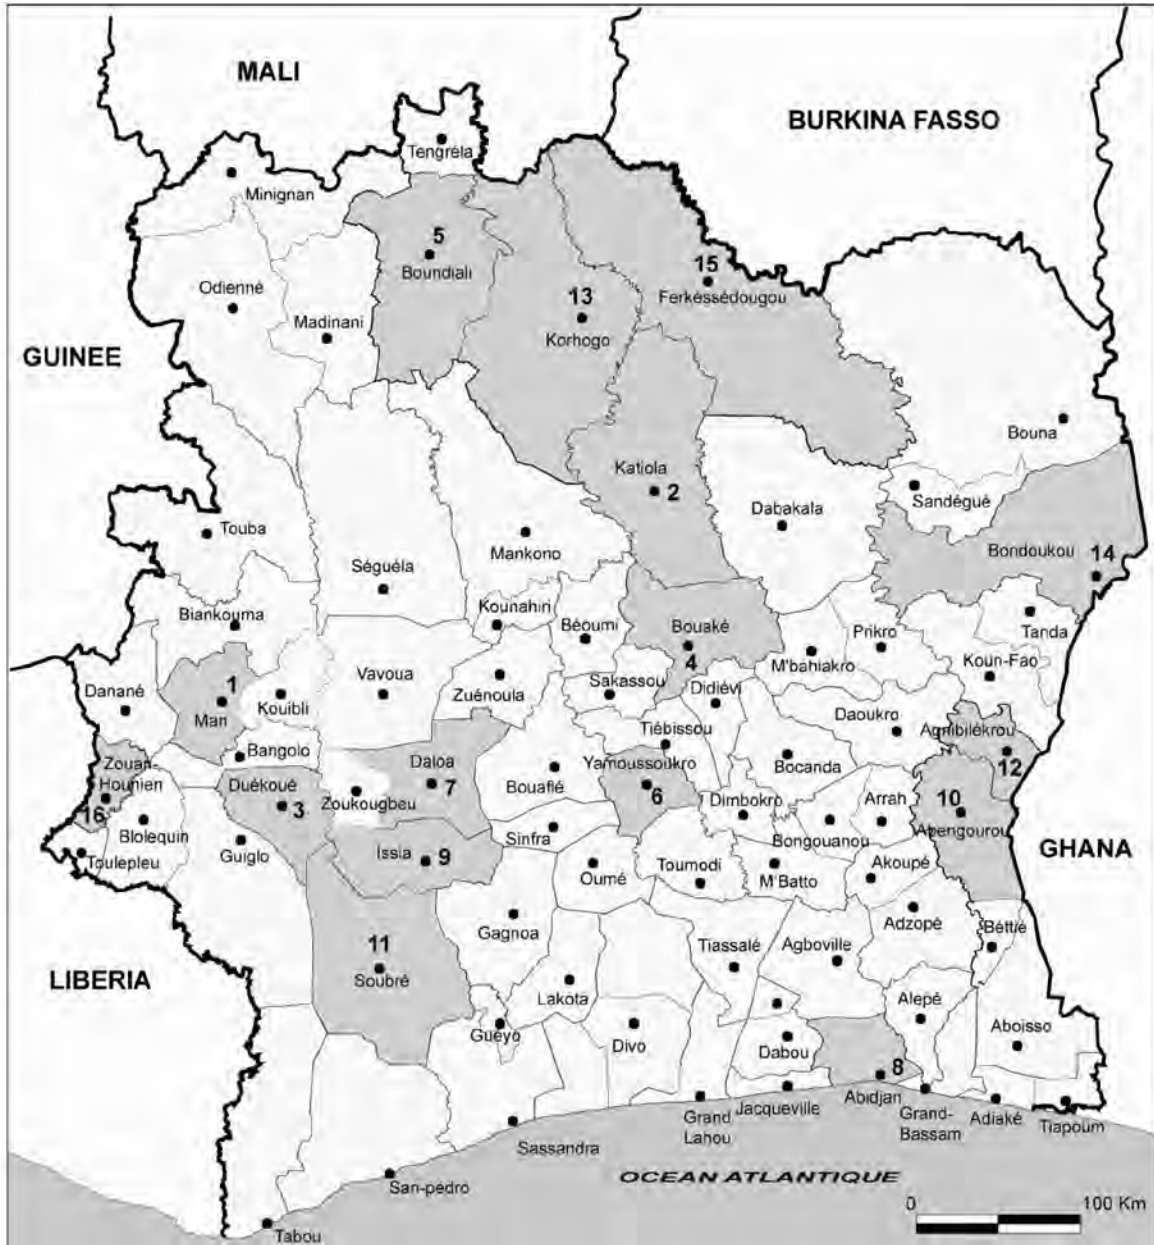 MALI
BURKINA FASSO
Tengréla
Minignan
5
Boundiali
15
Ferkéssédougou
Odienné
13
Korhogo
Madinani
GUINEE
Bouna
Katiola
2
Sandégué
Dabakala
Touba
Mankono
Bondoukou
14
Séguéla
Kounahiri
Biankouma
Béoumi
Bouaké
4
Prikro
Tanda
M'bahiakro
Koun-Fao
Danané
1
Man
Kouibli
Vavoua
Zuénoula
Sakassou
Didiévi
Daoukro
Agnibilékrou
12
Tiébissou
Bangolo
Zouan-
Hounien
16
Duékoué
3
Daloa
7
Zoukougbeu
Bouaflé
Yamoussoukro
6
Bocanda
Dimbokro
Arrah
10
Abengourou
Blolequin
Guiglo
Sinfra
Bongouanou
GHANA
Toulepleu
Issia
9
Oumé
Toumodi
M'Batto
Akoupé
Gagnoa
Adzopé
Béttié
11
Soubré
Tiassalé
Agboville
LIBERIA
Lakota
Alepé
Aboisso
Guéyo
Divo
Dabou
8
Abidjan
Grand
Lahou
Jacqueville
Grand-
Bassam
Adiaké
Tiapoum
Sassandra
San-pedro
OCEAN ATLANTIQUE
0 100 Km
Tabou